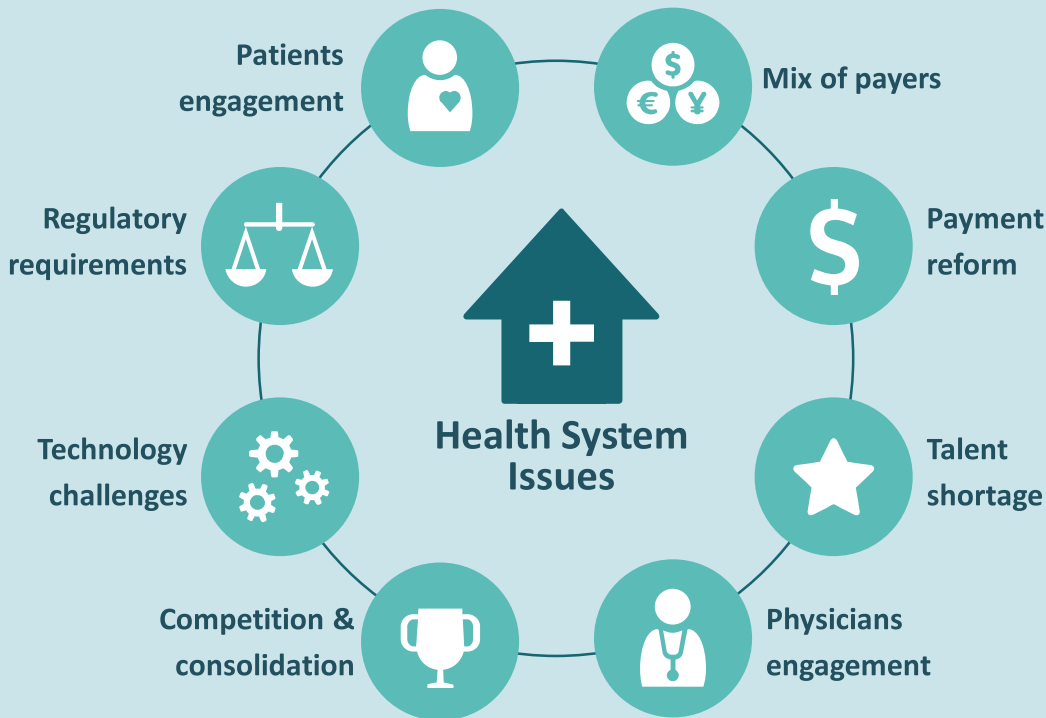 Patients
engagement
Mix of payers
$
€ ¥
Regulatory
requirements
$
Payment
reform
Health System
Issues
Technology
challenges
Talent
shortage
Competition &
consolidation
Physicians
engagement